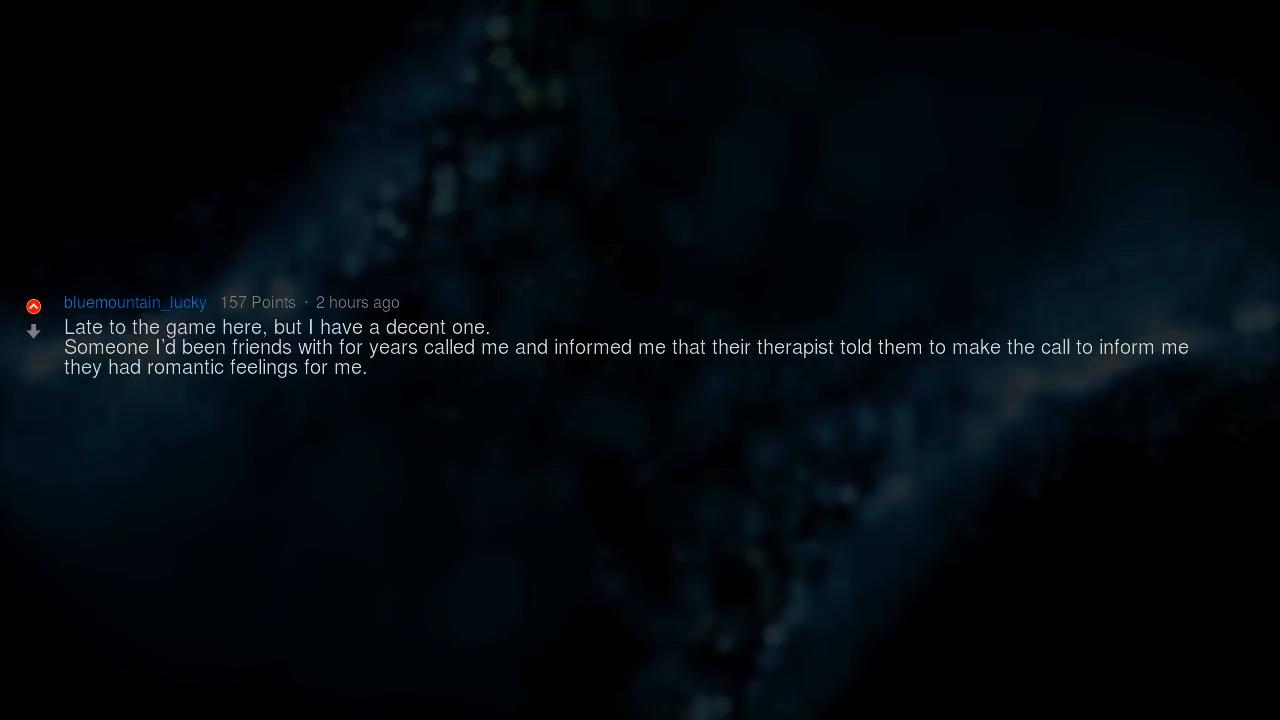 bluemountain_lucky 157 Points · 2 hours ago
Late to the game here, but I have a decent one.
Someone I'd been friends with for years called me and informed me that their therapist told them to make the call to inform me
they had romantic feelings for me.